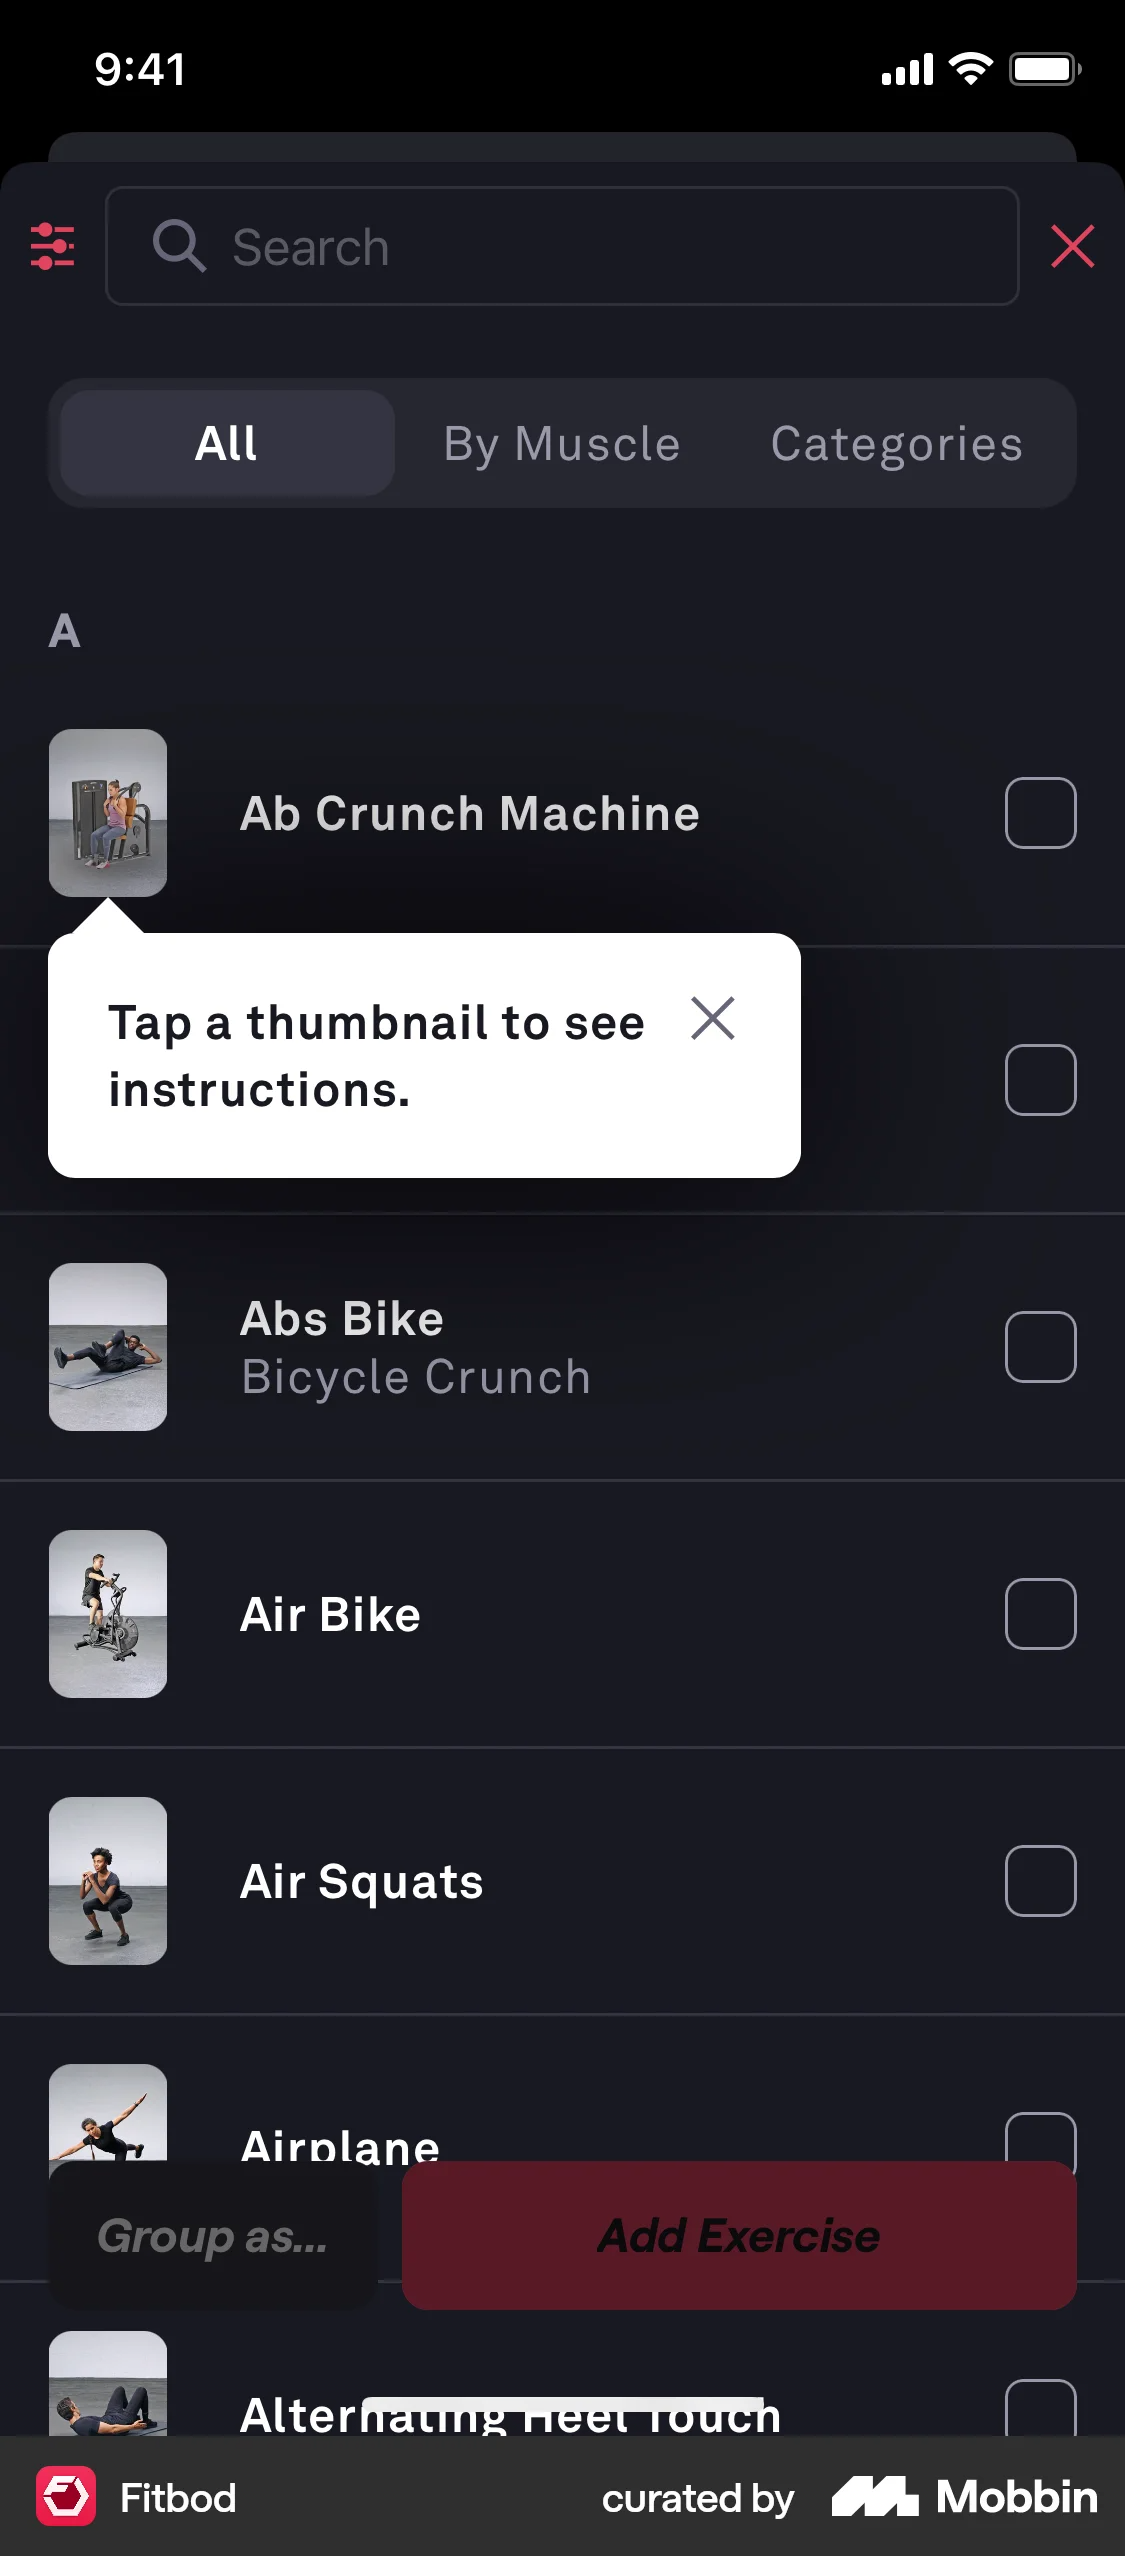 9:41
Search
All By Muscle Categories
A
Ab Crunch Machine
Tap a thumbnail to see
instructions.
Abs Bike
Bicycle Crunch
Air Bike
Air Squats
Airplane
Group as... Add Exercise
Alternating Heel Touch
Fitbod curated by Mobbin